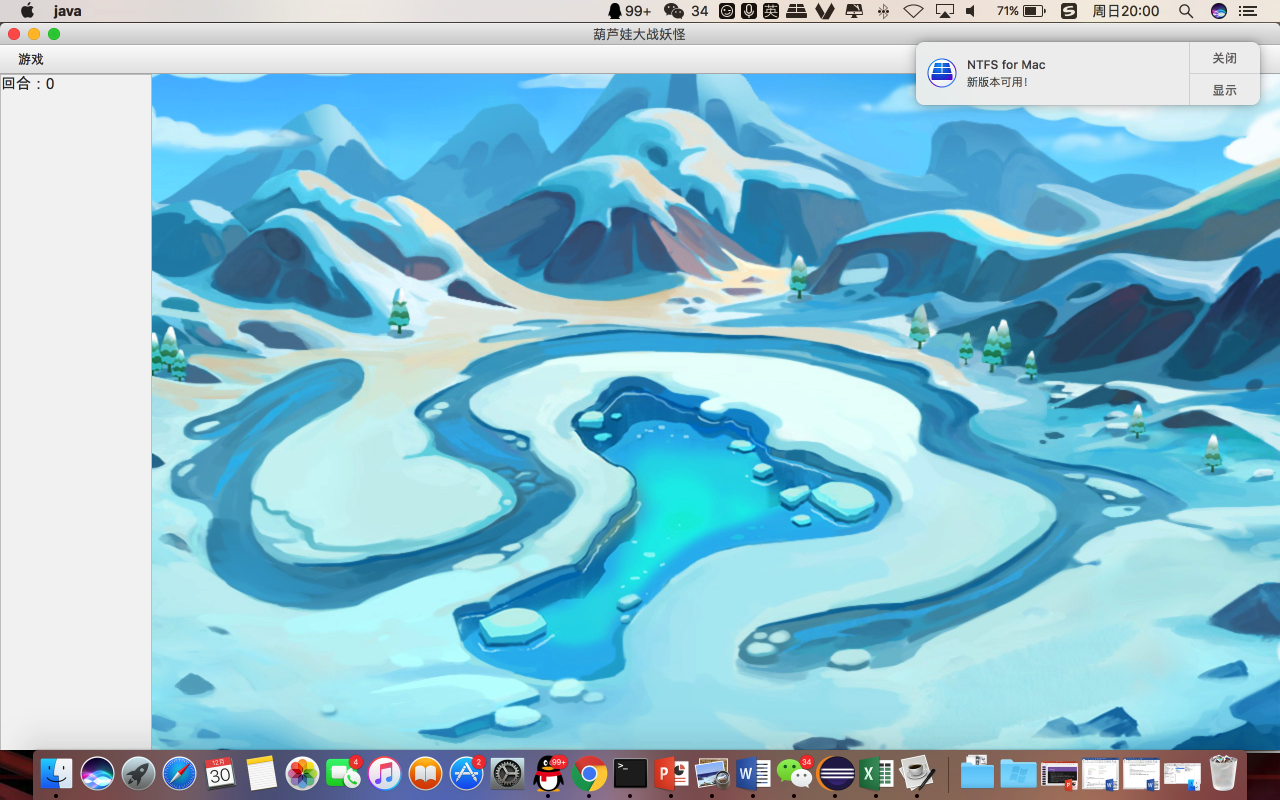 java
99+
34
英
71%
周日20:00
葫芦娃大战妖怪
游戏
回合：0
NTFS for Mac
新版本可用!
关闭
显示
12月
30
4
2
99+
34